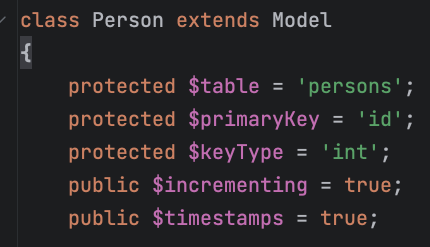 class Person extends Model
{
    protected $table = 'persons';
    protected $primaryKey = 'id';
    protected $keyType = 'int';
    public $incrementing = true;
    public $timestamps = true;